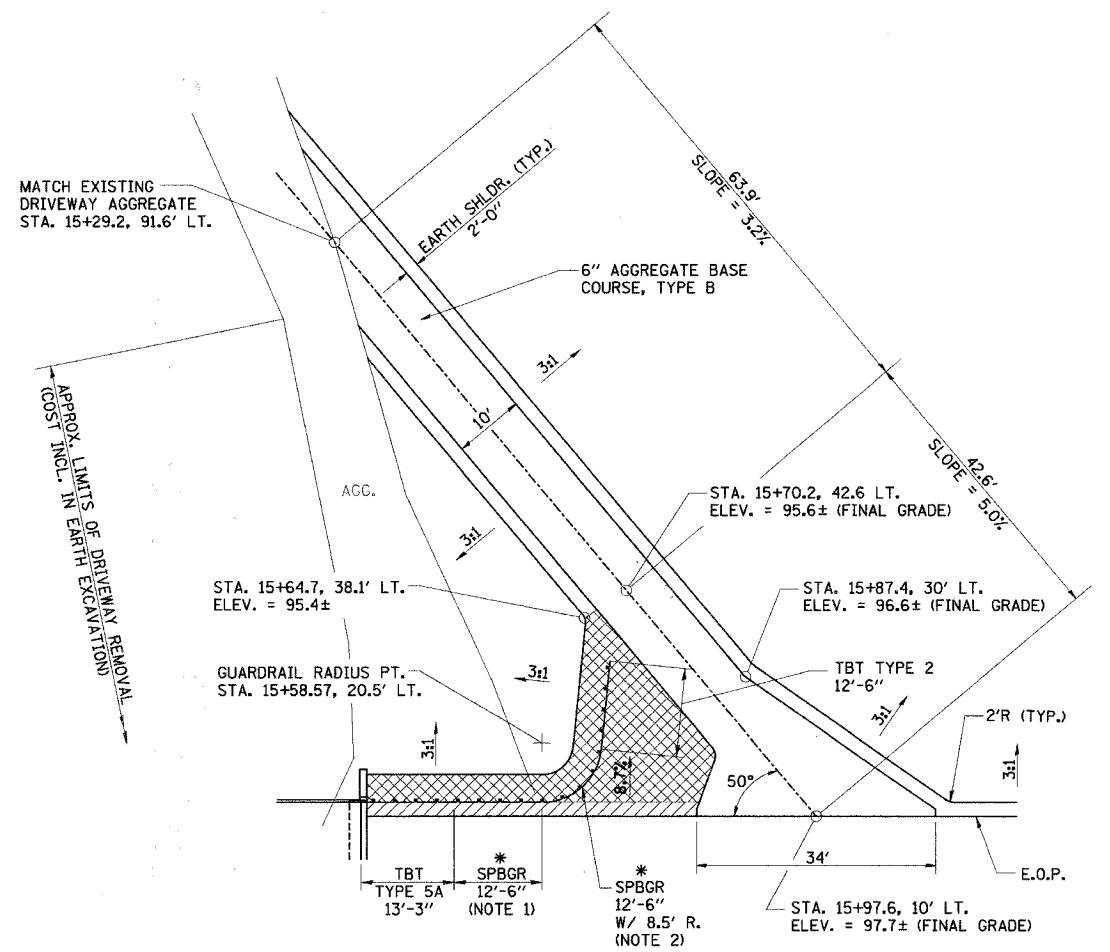 63.9'
SLOPE = 3.2%
EARTH SHLDR. (TYP.)
2'-0"
MATCH EXISTING
DRIVEWAY AGGREGATE
STA. 15+29.2, 91.6' LT.
6" AGGREGATE BASE
COURSE, TYPE B
3:1
APPROX. LIMITS OF DRIVEWAY REMOVAL
(COST INCL. IN EARTH EXCAVATION)
10'
42.6'
SLOPE = 5.0%
AGG.
STA. 15+70.2, 42.6 LT.
ELEV. = 95.6± (FINAL GRADE)
3:1
STA. 15+64.7, 38.1' LT.
ELEV. = 95.4±
STA. 15+87.4, 30' LT.
ELEV. = 96.6± (FINAL GRADE)
GUARDRAIL RADIUS PT.
STA. 15+58.57, 20.5' LT.
3:1
TBT TYPE 2
12'-6"
3:1
2'R (TYP.)
3:1
3:1
8.7%
50°
34'
E.O.P.
TBT
TYPE 5A
13'-3"
*
SPBGR
12'-6"
(NOTE 1)
*
SPBGR
12'-6"
W/ 8.5' R.
(NOTE 2)
STA. 15+97.6, 10' LT.
ELEV. = 97.7± (FINAL GRADE)